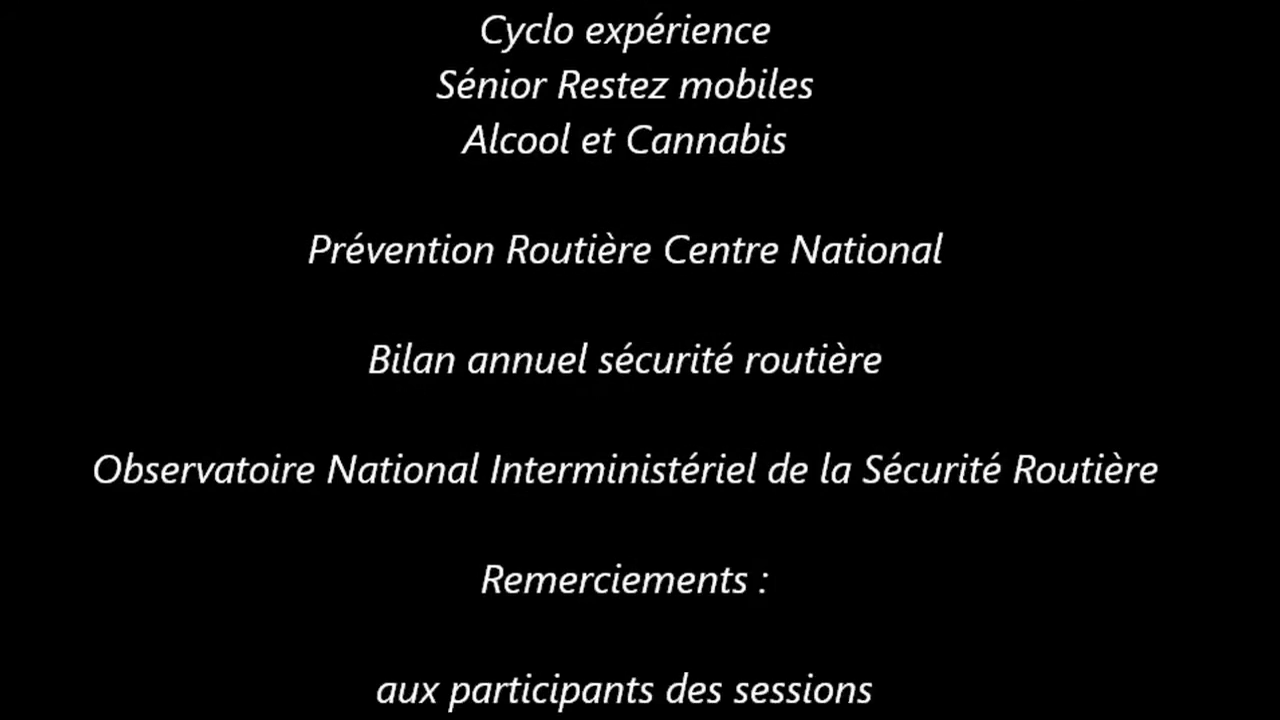 Cyclo expérience
Sénior Restez mobiles
Alcool et Cannabis
Prévention Routière Centre National
Bilan annuel sécurité routière
Observatoire National Interministériel de la Sécurité Routière
Remerciements :
aux participants des sessions